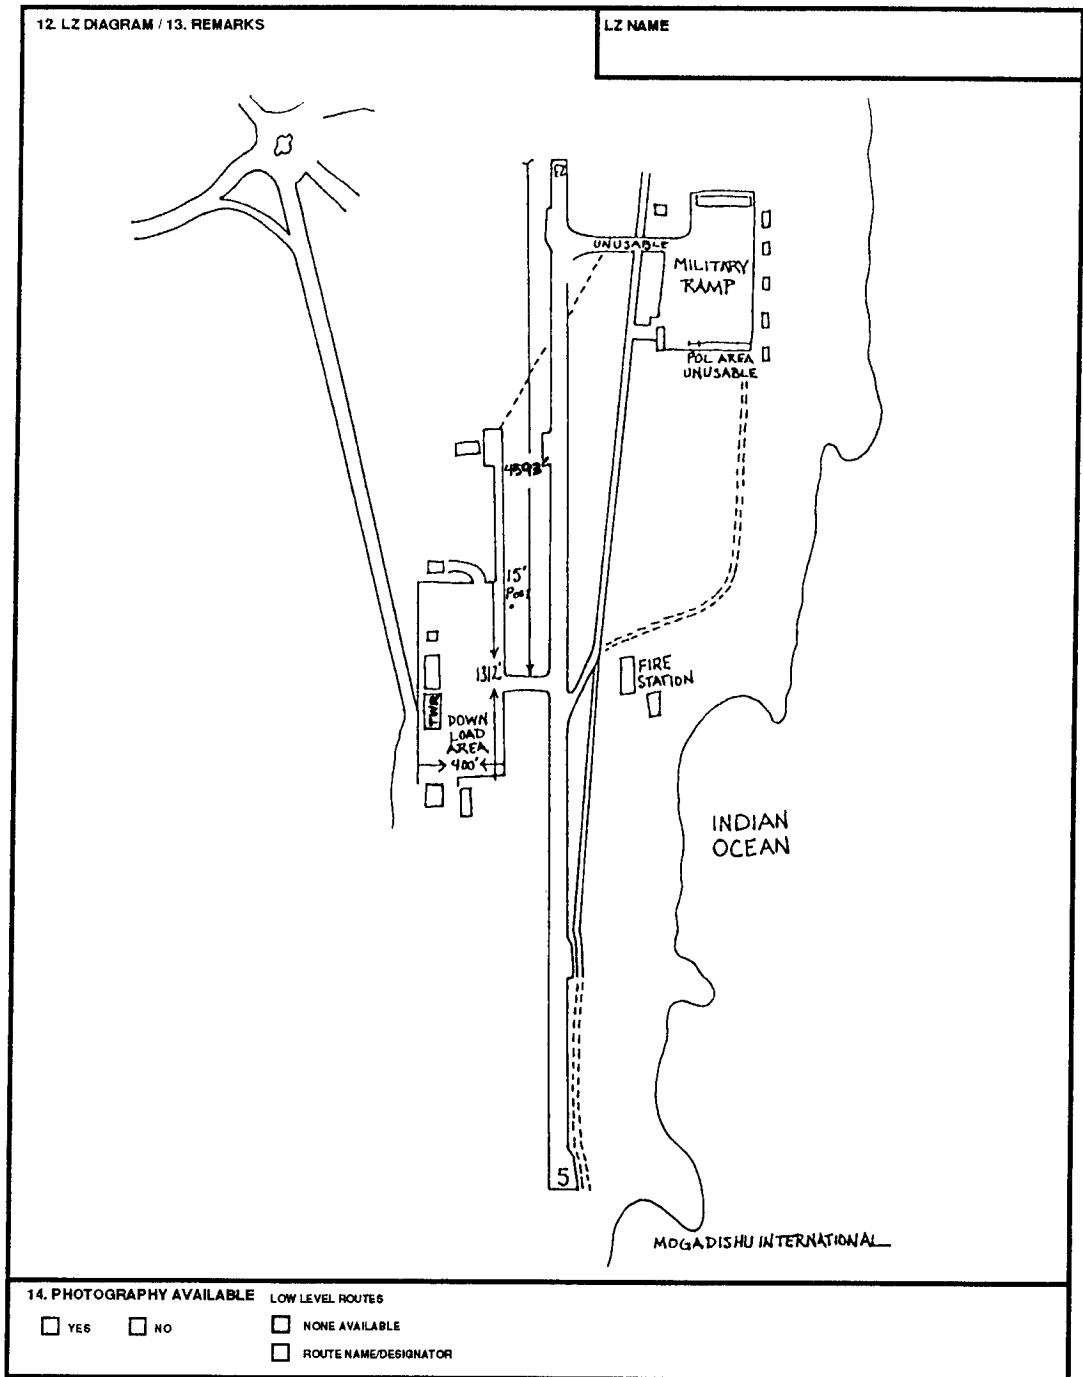 12. LZ DIAGRAM / 13. REMARKS
LZ NAME
UNUSABLE
MILITARY
RAMP
POL AREA
UNUSABLE
4593'
15'
1312'
FIRE
STATION
TWR
DOWN
LOAD
AREA
400'
INDIAN
OCEAN
5
MOGADISHU INTERNATIONAL
14. PHOTOGRAPHY AVAILABLE
YES
NO
LOW LEVEL ROUTES
NONE AVAILABLE
ROUTE NAME/DESIGNATOR